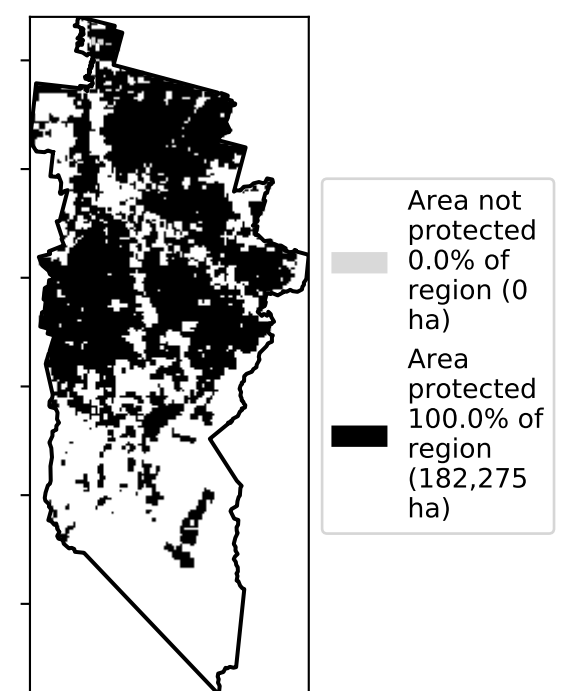 Area not
protected
0.0% of
region (0
ha)
Area
protected
100.0% of
region
(182,275
ha)